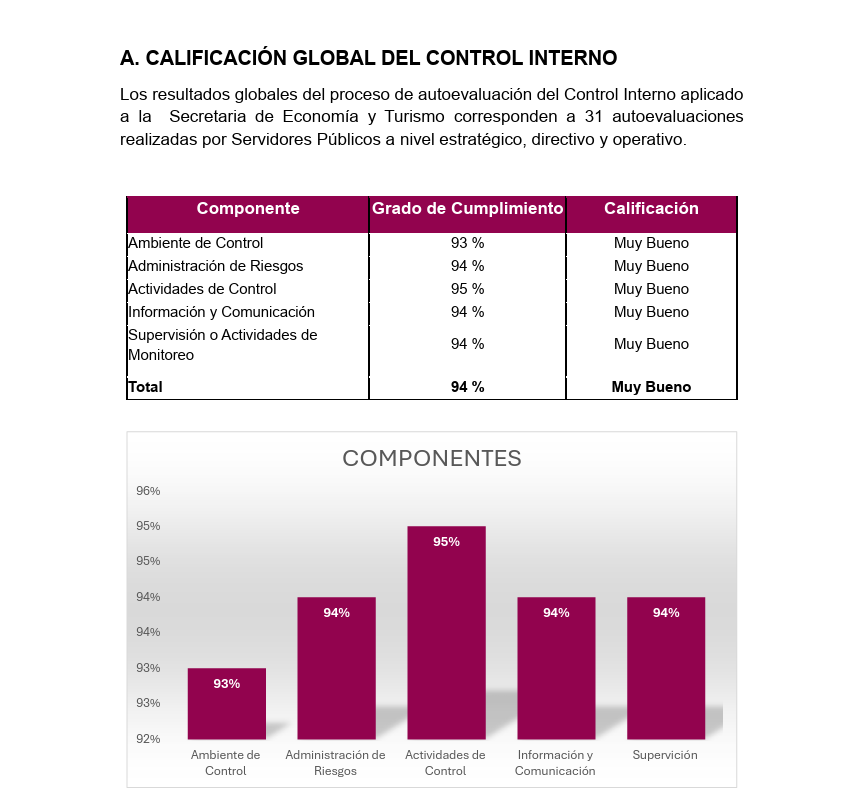 A. CALIFICACIÓN GLOBAL DEL CONTROL INTERNO
Los resultados globales del proceso de autoevaluación del Control Interno aplicado
a la Secretaria de Economía y Turismo corresponden a 31 autoevaluaciones
realizadas por Servidores Públicos a nivel estratégico, directivo y operativo.
Componente Grado de Cumplimiento Calificación
Ambiente de Control 93 % Muy Bueno
Administración de Riesgos 94 % Muy Bueno
Actividades de Control 95 % Muy Bueno
Información y Comunicación 94 % Muy Bueno
Supervisión o Actividades de
Monitoreo 94 % Muy Bueno
Total 94 % Muy Bueno
COMPONENTES
96%
95%
95%
94%
94%
93%
93%
92%
93%
94%
95%
94%
94%
Ambiente de
Control
Administración de
Riesgos
Actividades de
Control
Información y
Comunicación
Supervición